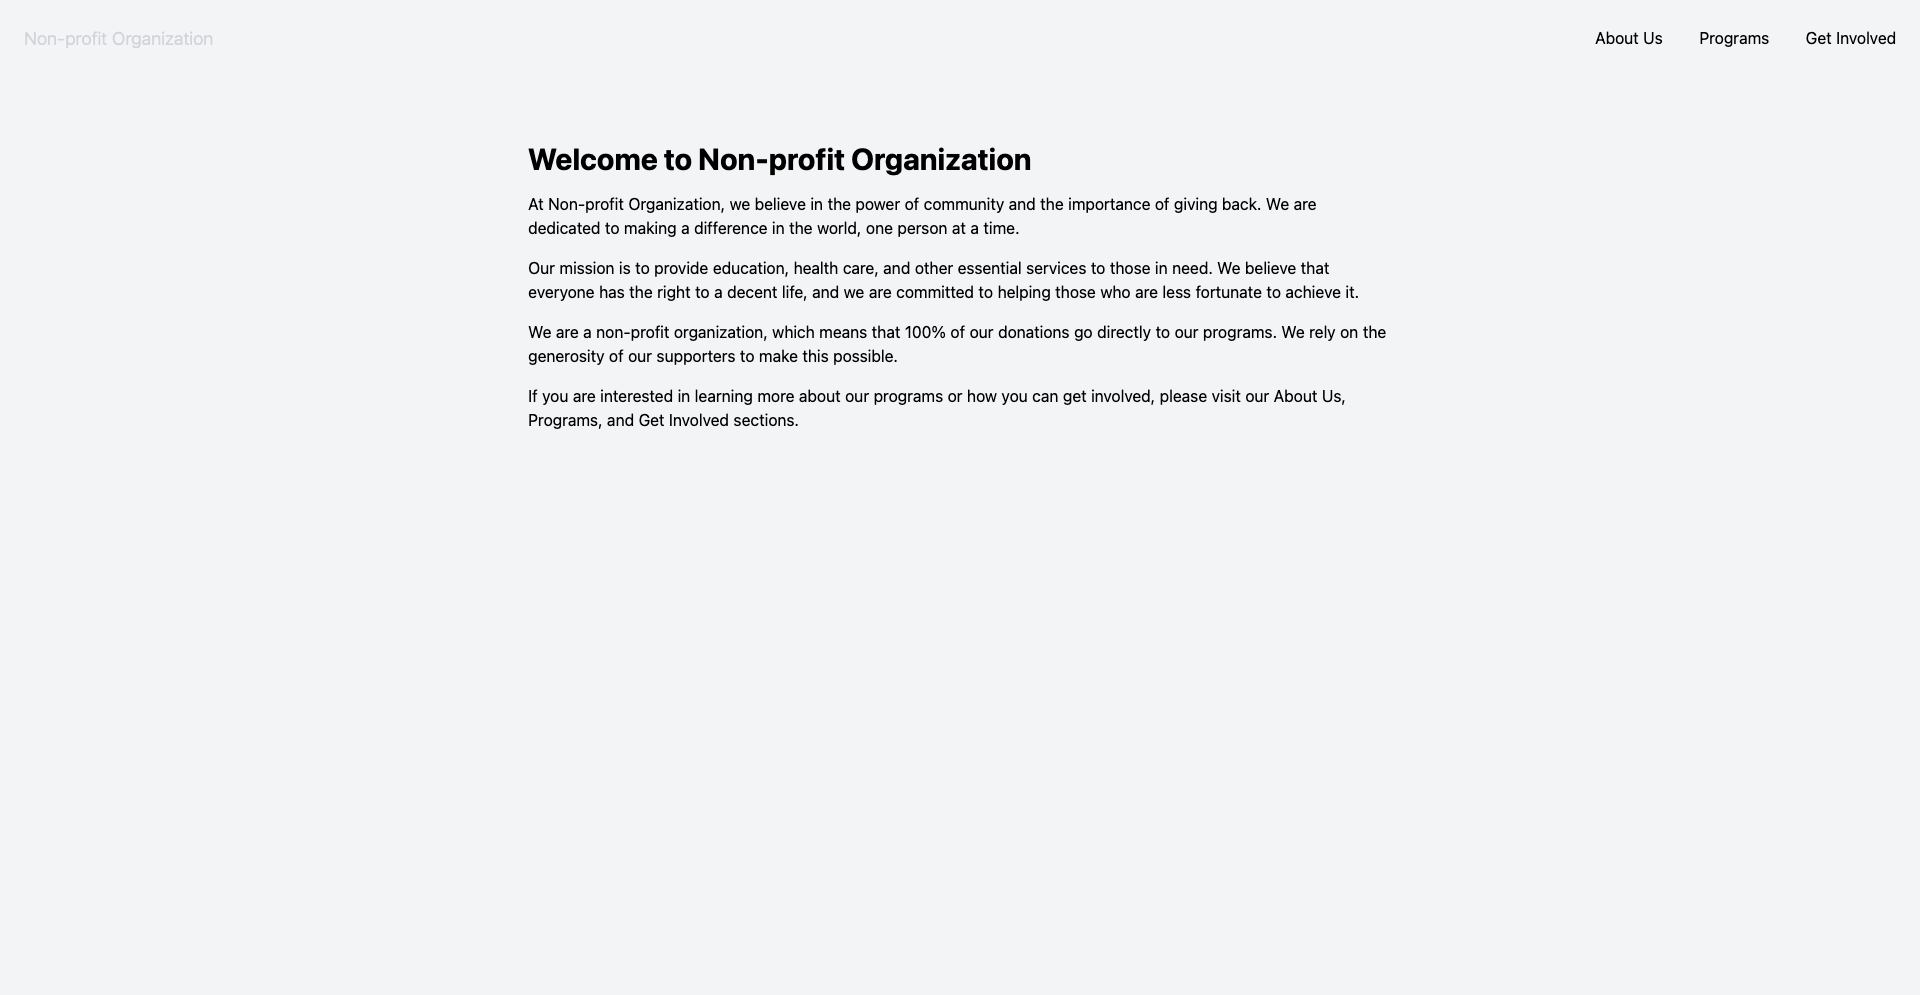 Non-profit Organization
About Us
Programs
Get Involved
Welcome to Non-profit Organization
At Non-profit Organization, we believe in the power of community and the importance of giving back. We are
dedicated to making a difference in the world, one person at a time.
Our mission is to provide education, health care, and other essential services to those in need. We believe that
everyone has the right to a decent life, and we are committed to helping those who are less fortunate to achieve it.
We are a non-profit organization, which means that 100% of our donations go directly to our programs. We rely on the
generosity of our supporters to make this possible.
If you are interested in learning more about our programs or how you can get involved, please visit our About Us,
Programs, and Get Involved sections.